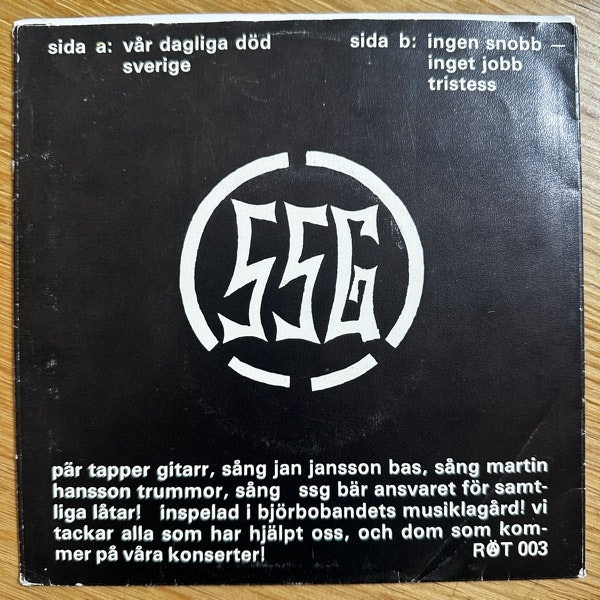 sida a: vår dagliga död
sverige
sida b: ingen snobb –
inget jobb
tristess
SSG
pär tapper gitarr, sång jan jansson bas, sång martin
hansson trummor, sång ssg bär ansvaret för samt-
liga låtar! inspelad i björbobandets musiklagård! vi
tackar alla som har hjälpt oss, och dom som kom-
mer på våra konserter! RÖT 003